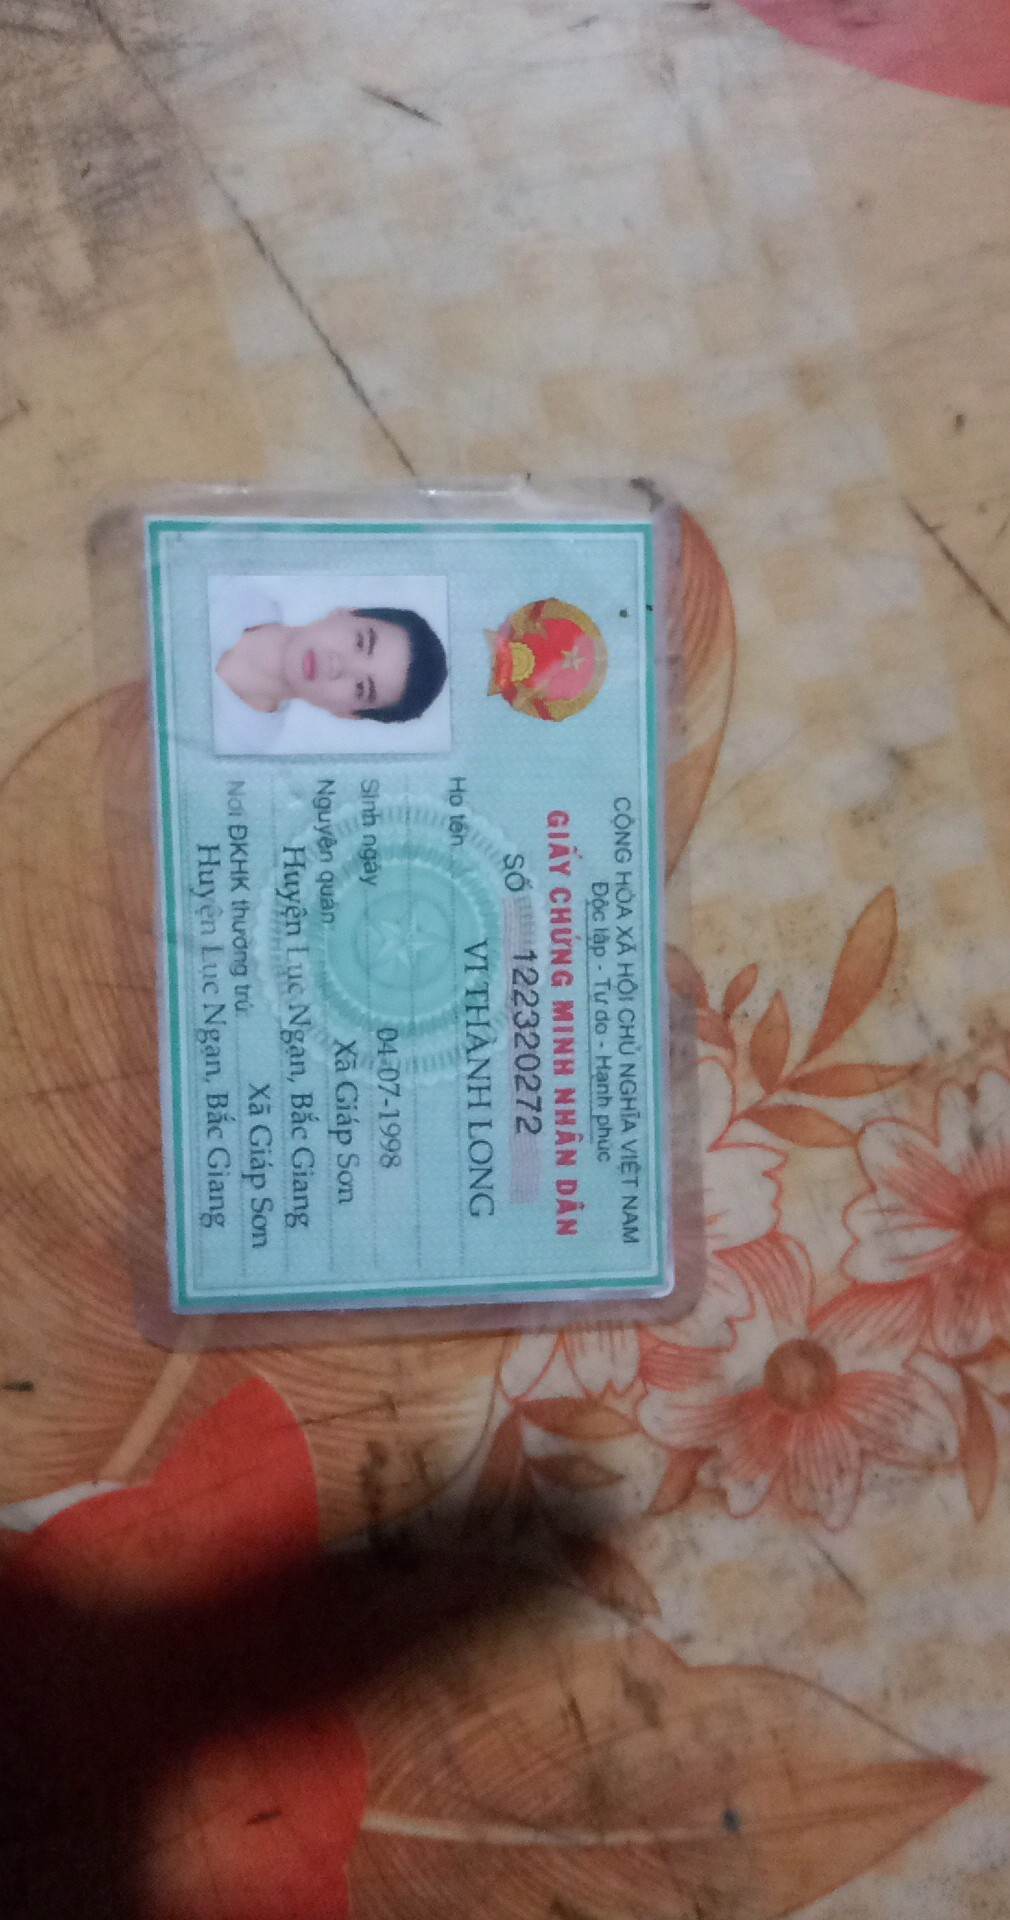 CỘNG HÒA XÃ HỘI CHỦ NGHĨA VIỆT NAM
Độc lập - Tự do - Hạnh phúc
GIẤY CHỨNG MINH NHÂN DÂN
SỐ 122320272
Họ tên VI THÀNH LONG
Sinh ngày 04-07-1998
Nguyên quán Xã Giáp Sơn
Huyện Lục Ngạn, Bắc Giang
Nơi ĐKHK thường trú Xã Giáp Sơn
Huyện Lục Ngạn, Bắc Giang